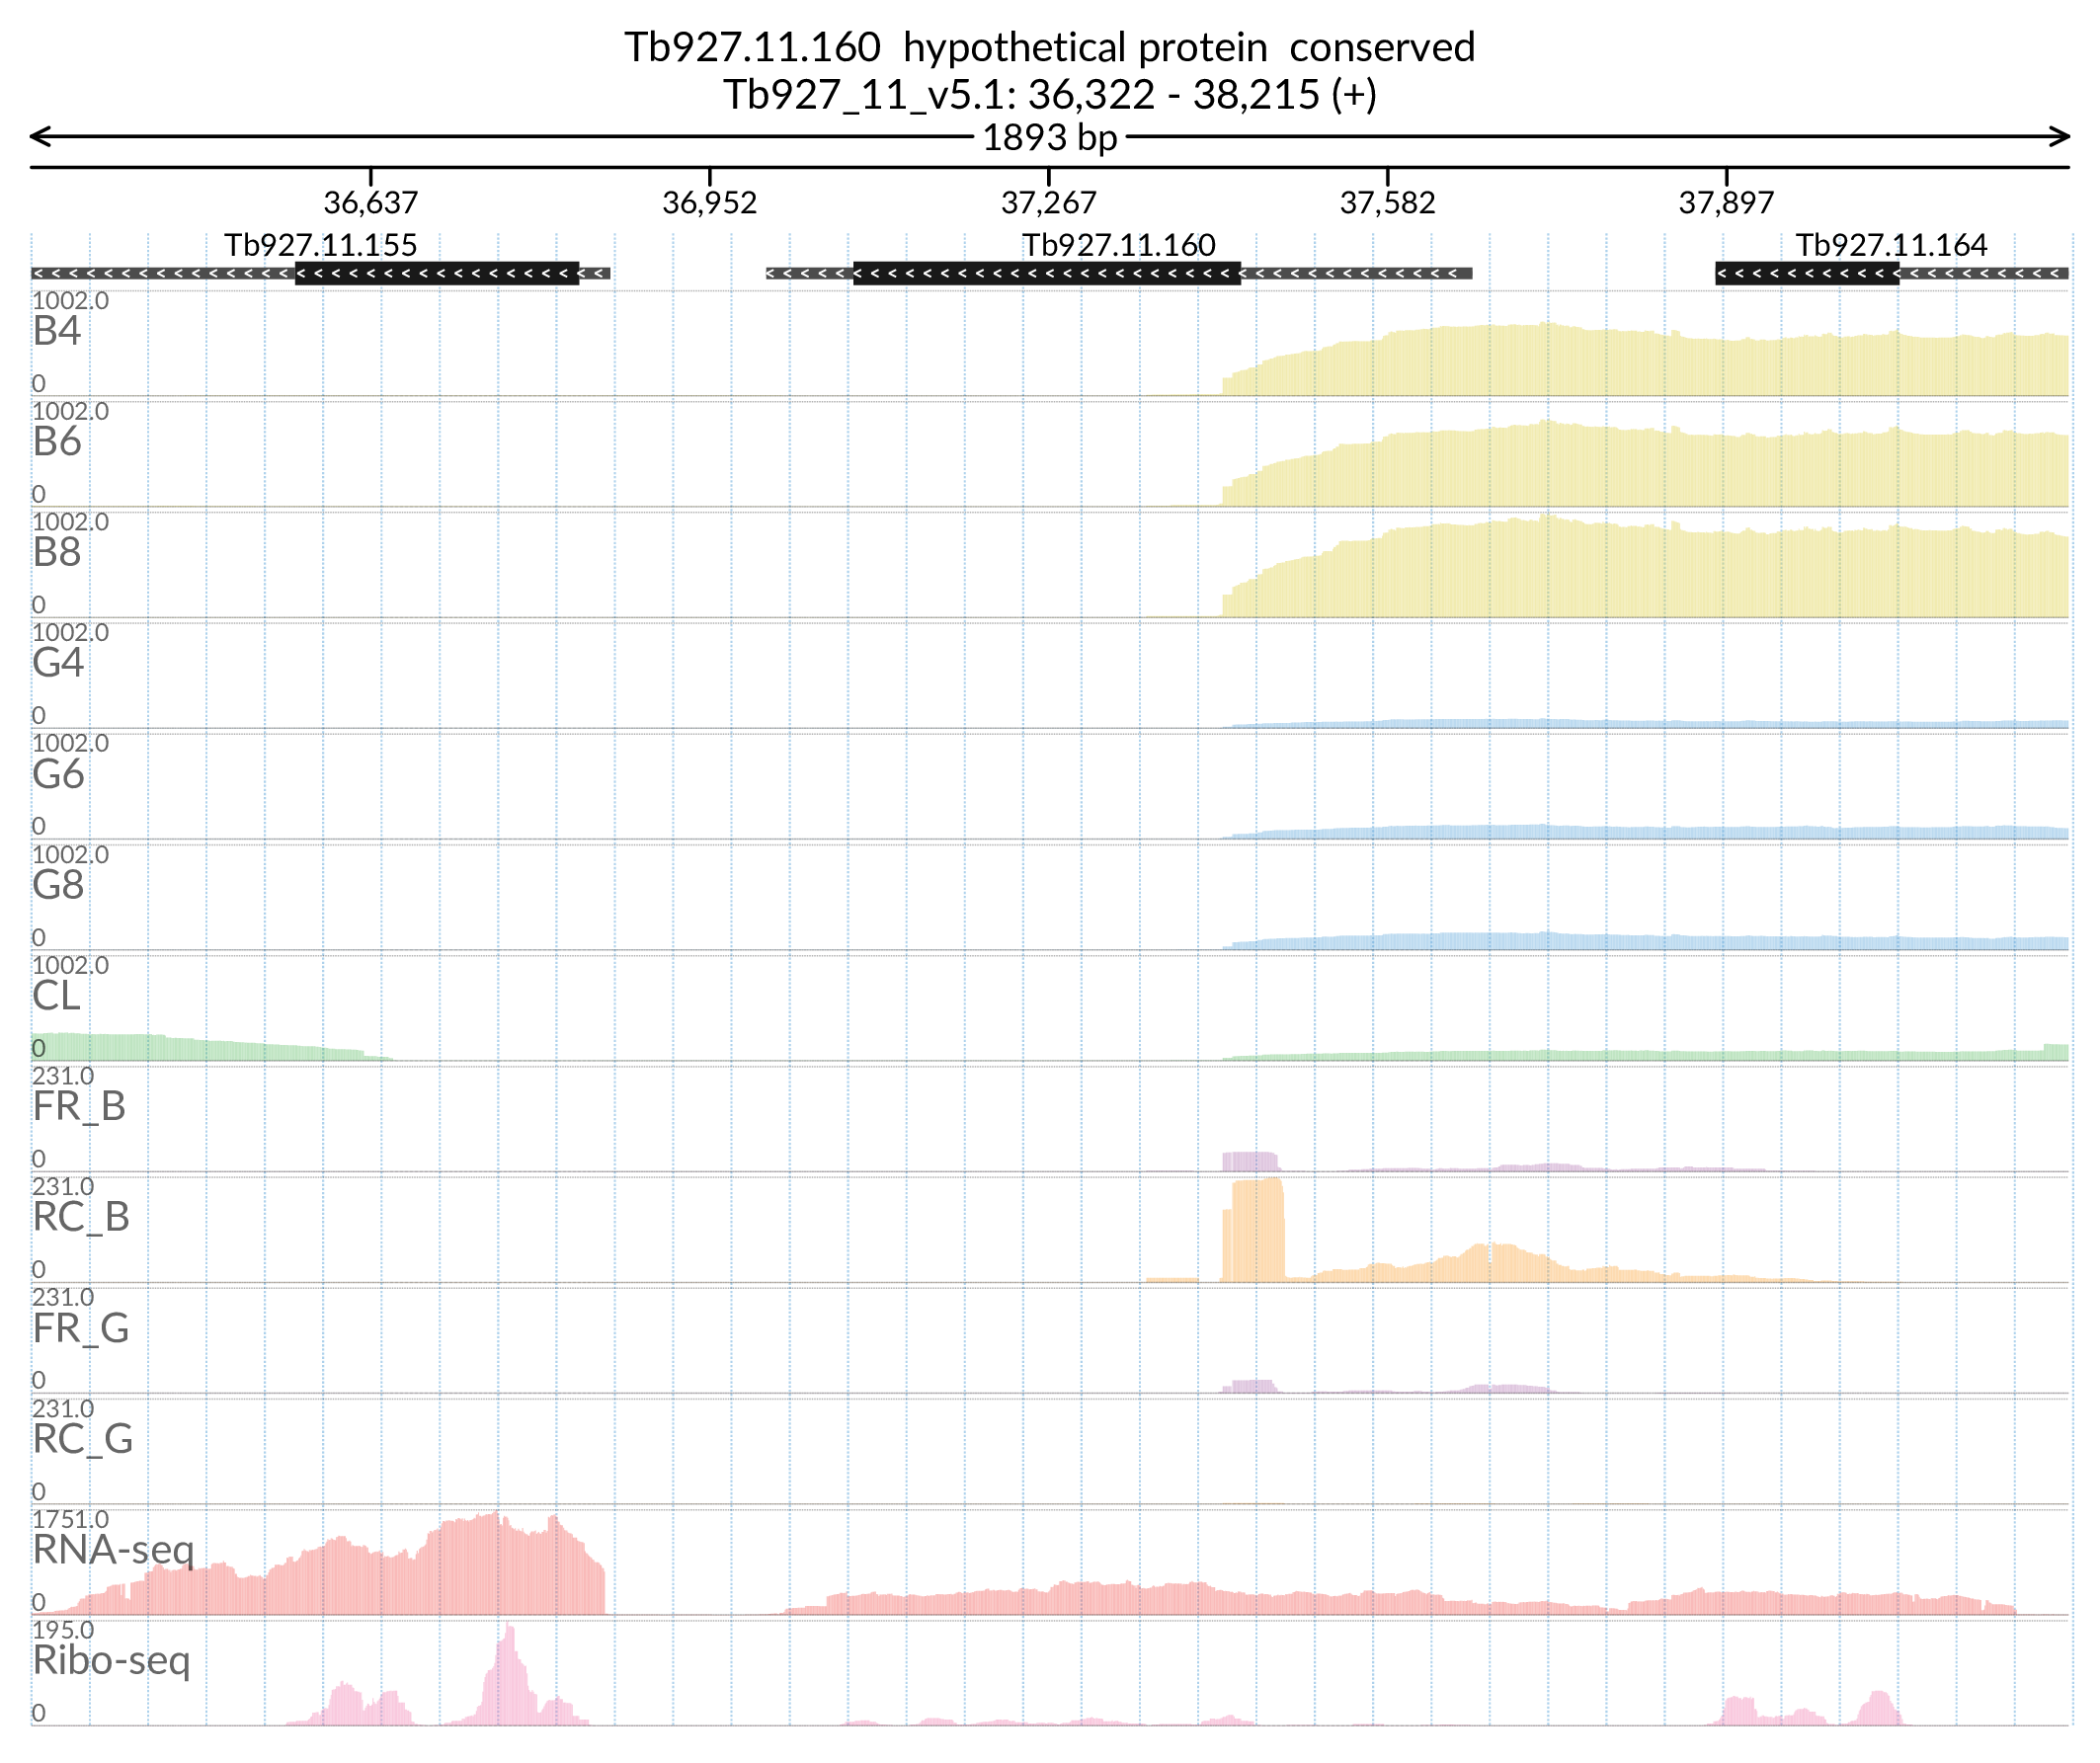 Tb927.11.160  hypothetical protein  conserved
Tb927_11_v5.1: 36,322 - 38,215 (+)
1893 bp
36,637 36,952 37,267 37,582 37,897
Tb927.11.155 Tb927.11.160 Tb927.11.164
1002.0
B4
0
1002.0
B6
0
1002.0
B8
0
1002.0
G4
0
1002.0
G6
0
1002.0
G8
0
1002.0
CL
0
231.0
FR_B
0
231.0
RC_B
0
231.0
FR_G
0
231.0
RC_G
0
1751.0
RNA-seq
0
195.0
Ribo-seq
0